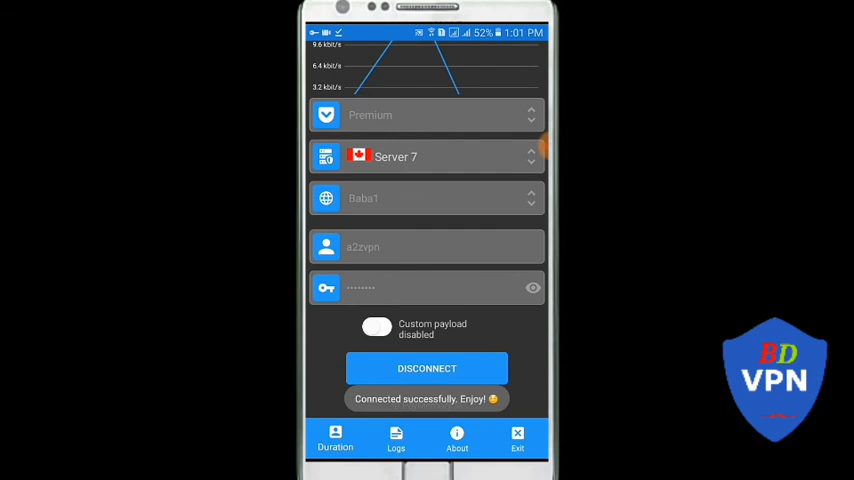 52% 1:01 PM
9.6 kbit/s
6.4 kbit/s
3.2 kbit/s
Premium
Server 7
Baba1
a2zvpn
········
Custom payload
disabled
DISCONNECT
Connected successfully. Enjoy! 😊
Duration
Logs
About
Exit
BD
VPN